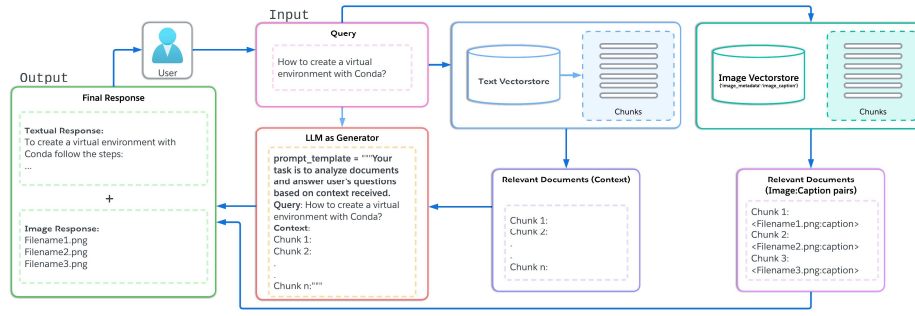 Input
Query
How to create a virtual
environment with Conda?
User
Output
Final Response
Textual Response:
To create a virtual environment with
Conda follow the steps:
...
+
Image Response:
Filename1.png
Filename2.png
Filename3.png
LLM as Generator
prompt_template = """Your
task is to analyze documents
and answer user's questions
based on context received.
Query: How to create a virtual
environment with Conda?
Context:
Chunk 1:
Chunk 2:
.
.
Chunk n:"""
Text Vectorstore
Chunks
Relevant Documents (Context)
Chunk 1:
Chunk 2:
.
.
Chunk n:
Image Vectorstore
('image_metadata':'image_caption')
Chunks
Relevant Documents
(Image:Caption pairs)
Chunk 1:
<Filename1.png:caption>
Chunk 2:
<Filename2.png:caption>
Chunk 3:
<Filename3.png:caption>